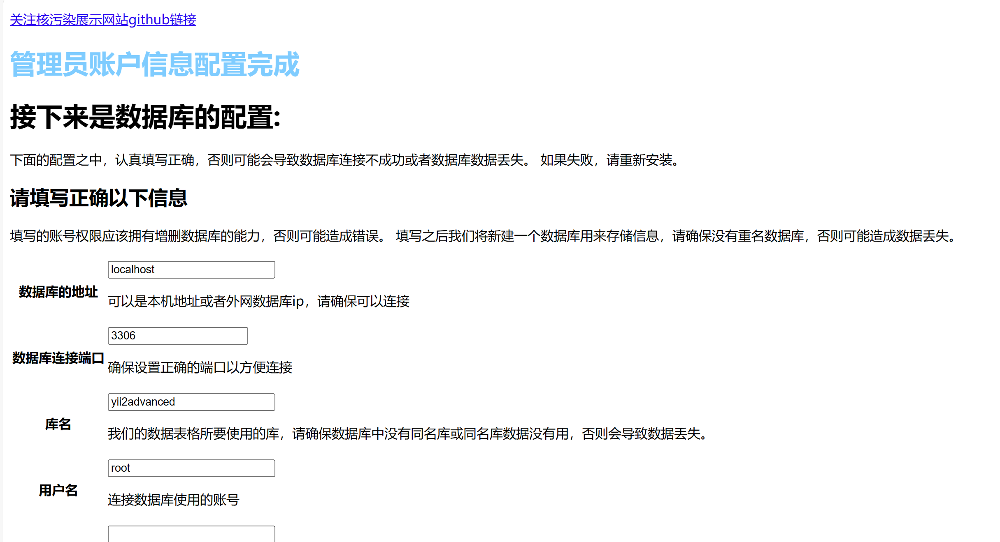 关注核污染展示网站github链接
管理员账户信息配置完成
接下来是数据库的配置:
下面的配置之中，认真填写正确，否则可能会导致数据库连接不成功或者数据库数据丢失。 如果失败，请重新安装。
请填写正确以下信息
填写的账号权限应该拥有增删数据库的能力，否则可能造成错误。 填写之后我们将新建一个数据库用来存储信息，请确保没有重名数据库，否则可能造成数据丢失。
localhost
数据库的地址
可以是本机地址或者外网数据库ip，请确保可以连接
3306
数据库连接端口
确保设置正确的端口以方便连接
yii2advanced
库名
我们的数据表格所要使用的库，请确保数据库中没有同名库或同名库数据没有用，否则会导致数据丢失。
root
用户名
连接数据库使用的账号